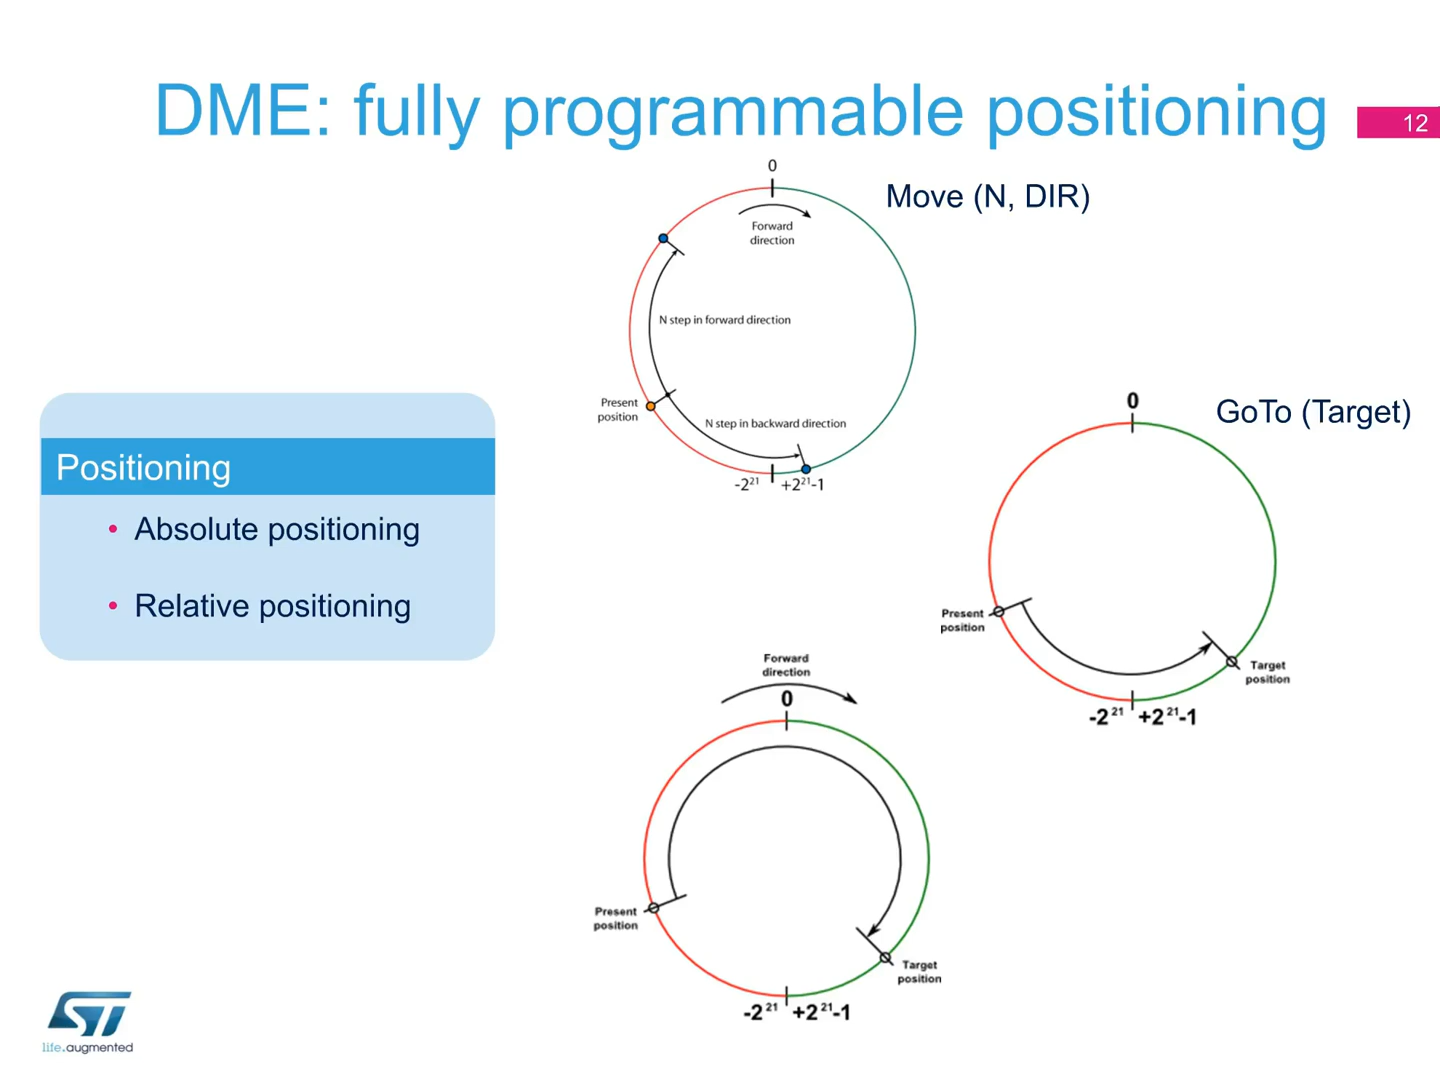 DME: fully programmable positioning
12
0
Move (N, DIR)
Forward
direction
N step in forward direction
Present
position
N step in backward direction
-2²¹ +2²¹-1
0
GoTo (Target)
Present
position
Target
position
-2²¹ +2²¹-1
Positioning
• Absolute positioning
• Relative positioning
Forward
direction
0
Present
position
Target
position
-2²¹ +2²¹-1
ST
life.augmented